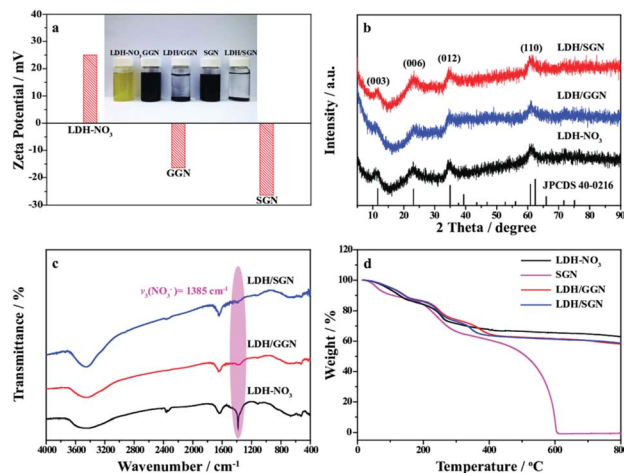 a
LDH-NO3 GGN LDH/GGN SGN LDH/SGN
Zeta Potential / mV
40
30
20
10
0
-10
-20
-30
LDH-NO3
GGN
SGN
b
Intensity / a.u.
(003)
(006)
(012)
(110)
LDH/SGN
LDH/GGN
LDH-NO3
JPCDS 40-0216
10 20 30 40 50 60 70 80 90
2 Theta / degree
c
Transmittance / %
ν3(NO3-)= 1385 cm-1
LDH/SGN
LDH/GGN
LDH-NO3
4000 3600 3200 2800 2400 2000 1600 1200 800 400
Wavenumber / cm-1
d
Weight / %
120
100
80
60
40
20
0
LDH-NO3
SGN
LDH/GGN
LDH/SGN
0 200 400 600 800
Temperature / °C